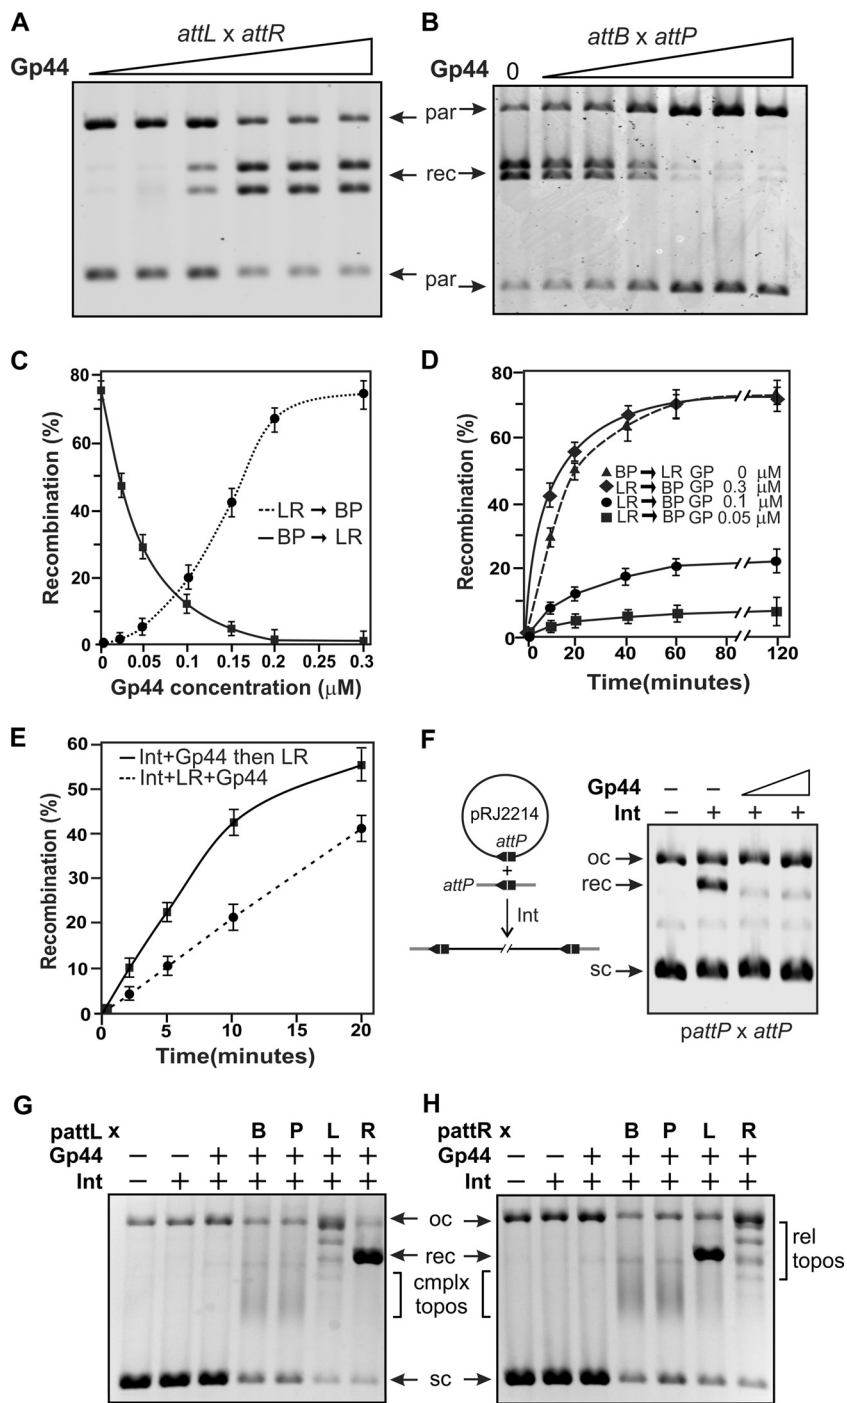 A
attL x attR
Gp44
B
attB x attP
Gp44 0
par
rec
par
C
Recombination (%)
80
60
40
20
0
LR → BP
BP → LR
0 0.05 0.1 0.15 0.2 0.25 0.3
Gp44 concentration (μM)
D
Recombination (%)
80
60
40
20
0
BP → LR GP 0 μM
LR → BP GP 0.3 μM
LR → BP GP 0.1 μM
LR → BP GP 0.05 μM
0 20 40 60 80 120
Time(minutes)
E
Recombination (%)
60
50
40
30
20
10
0
Int+Gp44 then LR
Int+LR+Gp44
0 5 10 15 20
Time(minutes)
F
pRJ2214
attP
+
attP
Int
Gp44 – –
Int – + + +
oc
rec
sc
pattP x attP
G
pattL x B P L R
Gp44 – – + + + + +
Int – + + + + + +
H
pattR x B P L R
Gp44 – – + + + + +
Int – + + + + + +
oc
rec
cmplx
topos
sc
rel
topos